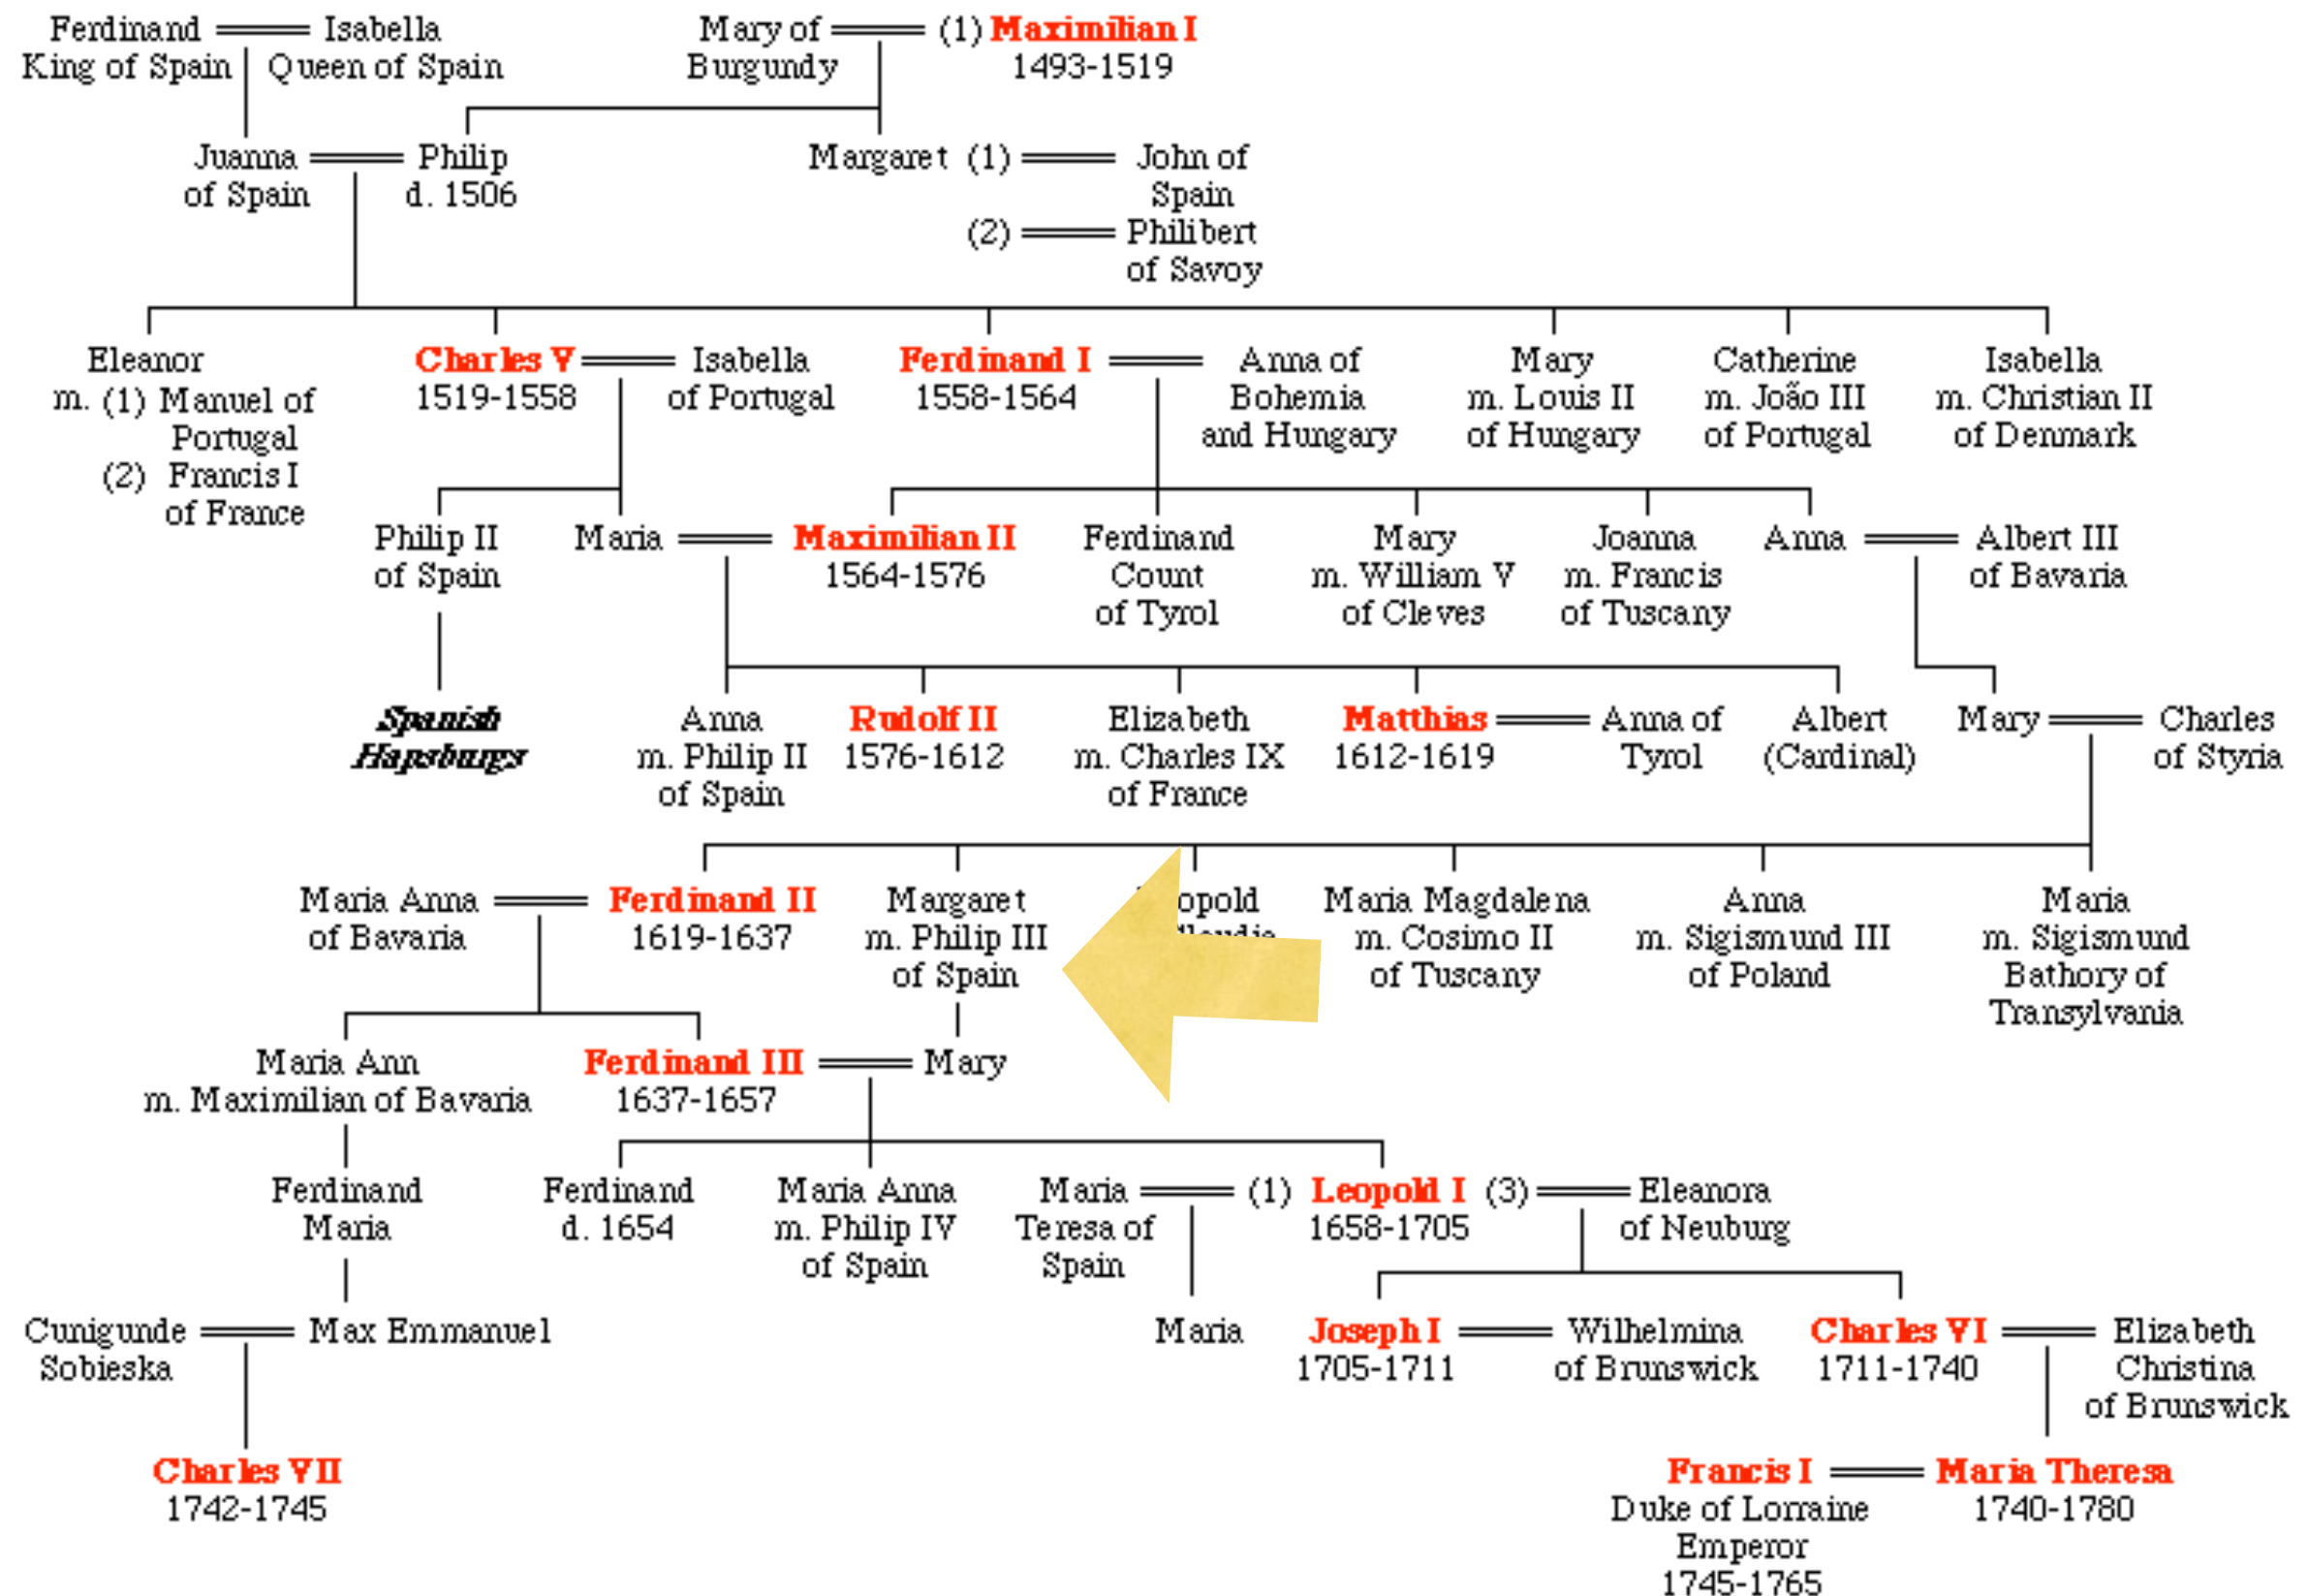 Ferdinand Isabella Mary of (1) Maximilian I
King of Spain Queen of Spain Burgundy 1493-1519
Juanna Philip Margaret (1) John of
of Spain d. 1506 Spain
(2) Philibert
of Savoy
Eleanor Charles V Isabella Ferdinand I Anna of Mary Catherine Isabella
m. (1) Manuel of 1519-1558 of Portugal 1558-1564 Bohemia m. Louis II m. João III m. Christian II
Portugal and Hungary of Hungary of Portugal of Denmark
(2) Francis I
of France
Philip II Maria Maximilian II Ferdinand Mary Joanna Anna Albert III
of Spain 1564-1576 Count m. William V m. Francis of Bavaria
of Tyrol of Cleves of Tuscany
Spanish Anna Rudolf II Elizabeth Matthias Anna of Albert Mary Charles
Hapsburgs m. Philip II 1576-1612 m. Charles IX 1612-1619 Tyrol (Cardinal) of Styria
of Spain of France
Maria Anna Ferdinand II Margaret Maria Magdalena Anna Maria
of Bavaria 1619-1637 m. Philip III m. Cosimo II m. Sigismund III m. Sigismund
of Spain of Tuscany of Poland Bathory of
Transylvania
Maria Ann Ferdinand III Mary
m. Maximilian of Bavaria 1637-1657
Ferdinand Ferdinand Maria Anna Maria (1) Leopold I (3) Eleanora
Maria d. 1654 m. Philip IV Teresa of 1658-1705 of Neuburg
of Spain Spain
Cunigunde Max Emmanuel Maria Joseph I Wilhelmina Charles VI Elizabeth
Sobieska 1705-1711 of Brunswick 1711-1740 Christina
of Brunswick
Charles VII Francis I Maria Theresa
1742-1745 Duke of Lorraine 1740-1780
Emperor
1745-1765